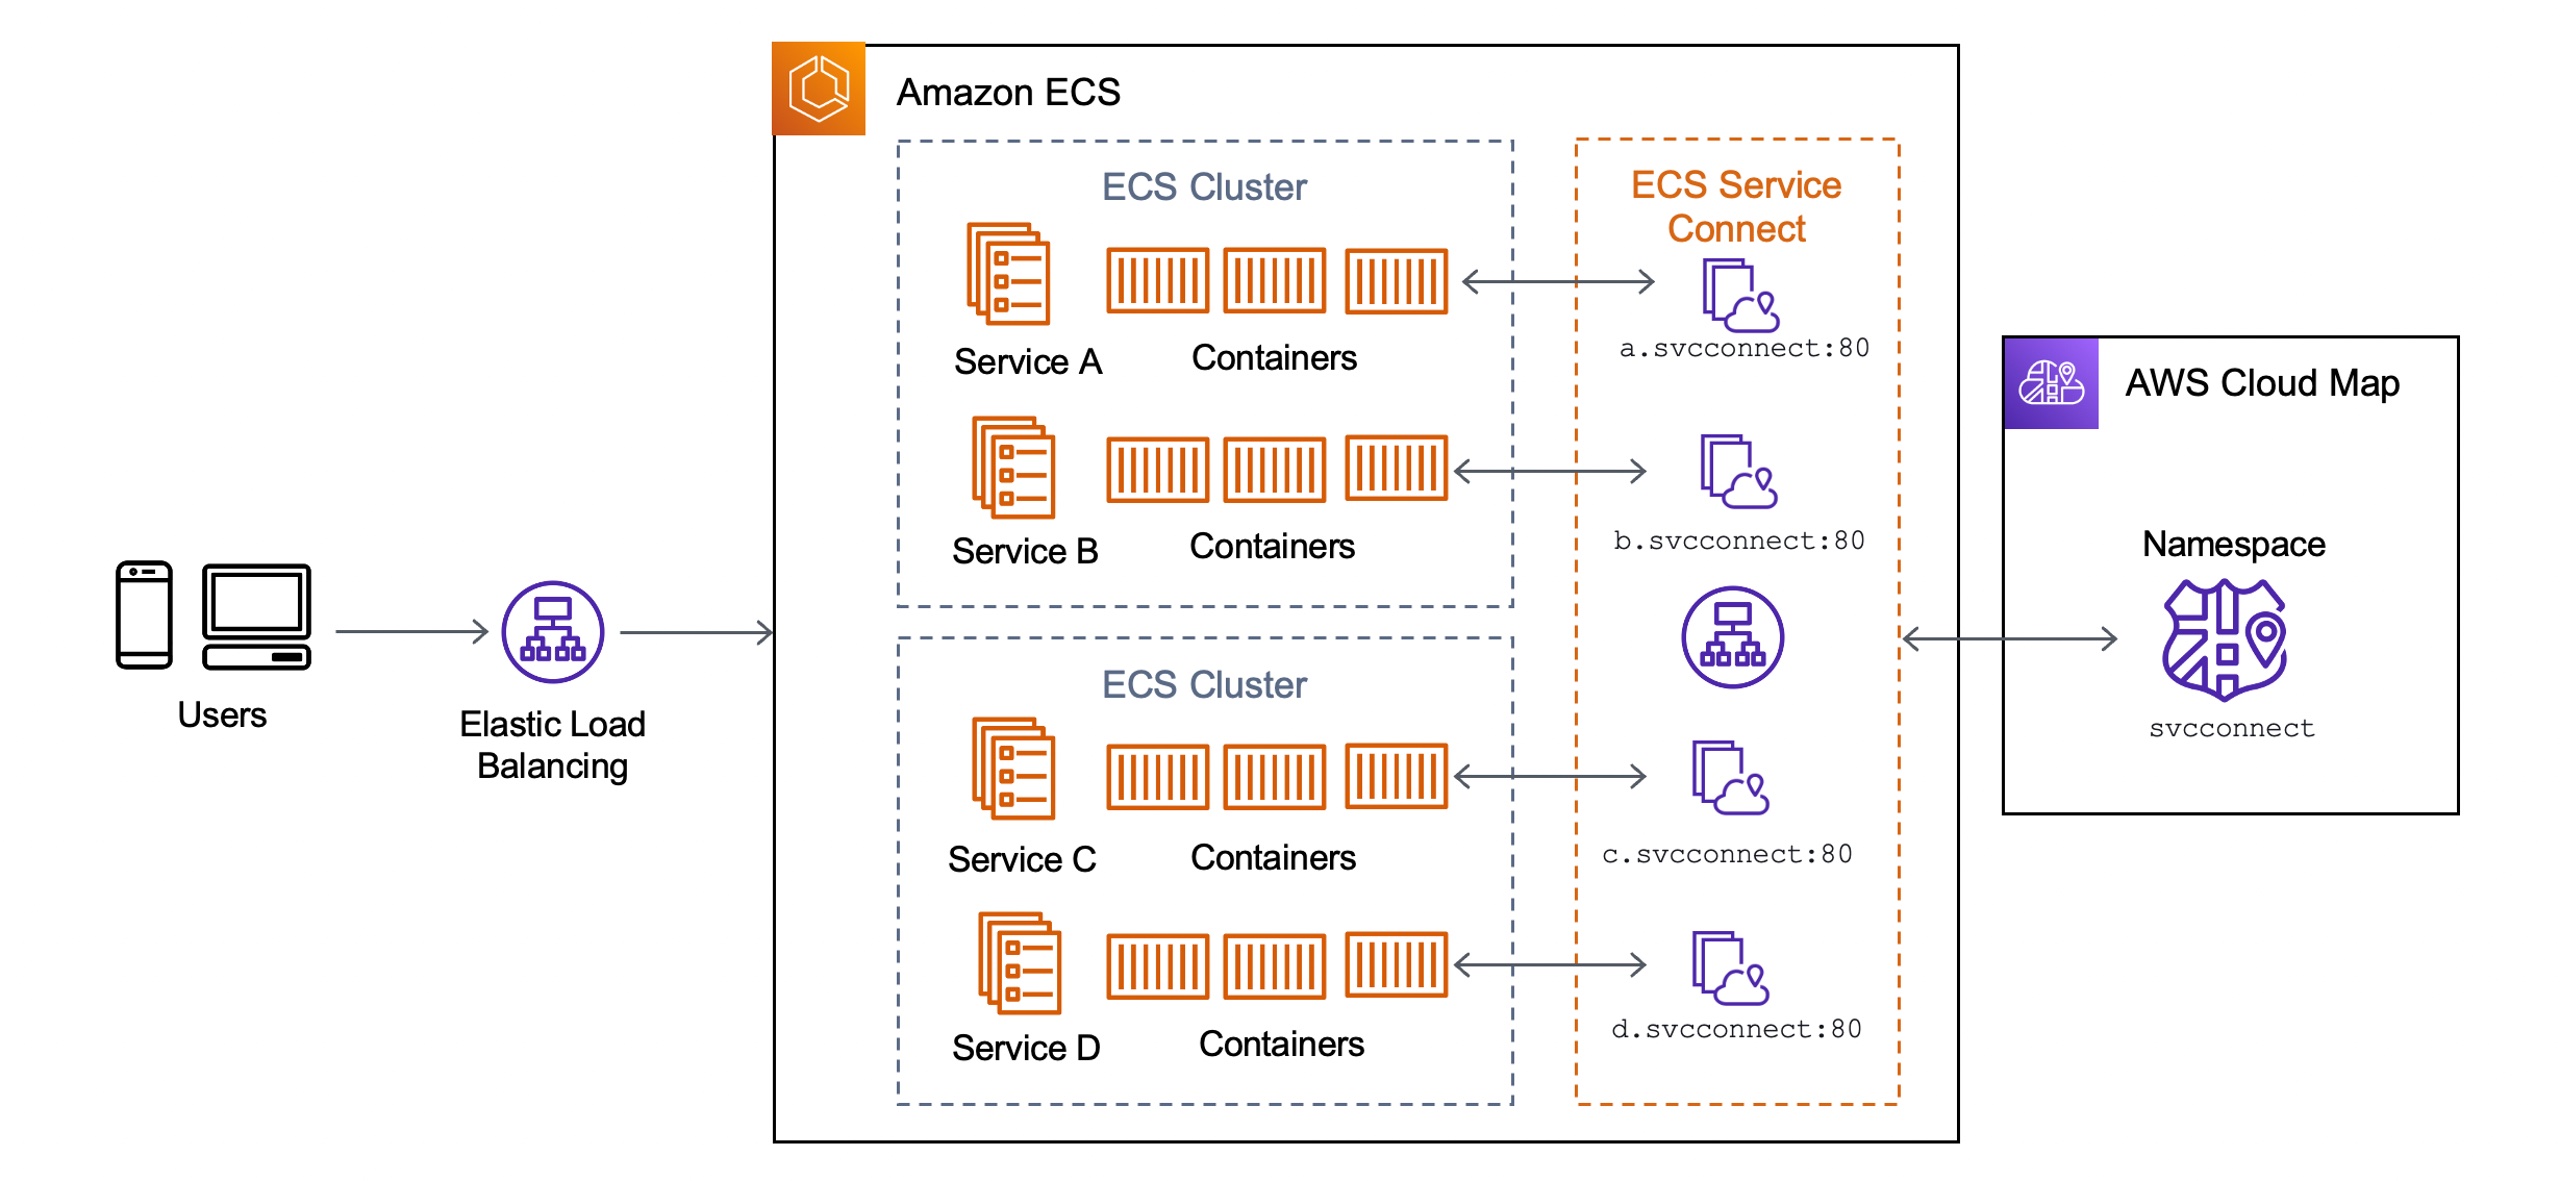 Amazon ECS
ECS Cluster
Service A
Containers
Service B
Containers
ECS Cluster
Service C
Containers
Service D
Containers
ECS Service
Connect
a.svcconnect:80
b.svcconnect:80
c.svcconnect:80
d.svcconnect:80
Users
Elastic Load
Balancing
AWS Cloud Map
Namespace
svcconnect